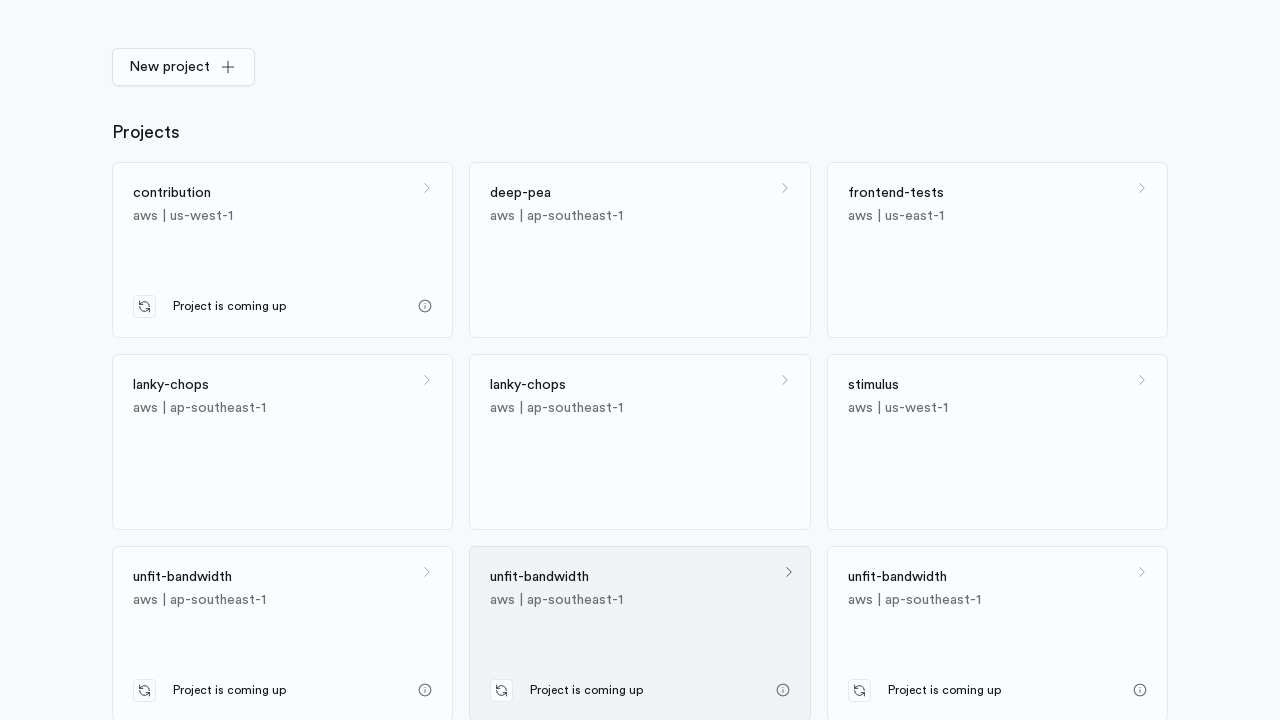 New project
Projects
contribution
aws | us-west-1
Project is coming up
deep-pea
aws | ap-southeast-1
frontend-tests
aws | us-east-1
lanky-chops
aws | ap-southeast-1
lanky-chops
aws | ap-southeast-1
stimulus
aws | us-west-1
unfit-bandwidth
aws | ap-southeast-1
Project is coming up
unfit-bandwidth
aws | ap-southeast-1
Project is coming up
unfit-bandwidth
aws | ap-southeast-1
Project is coming up